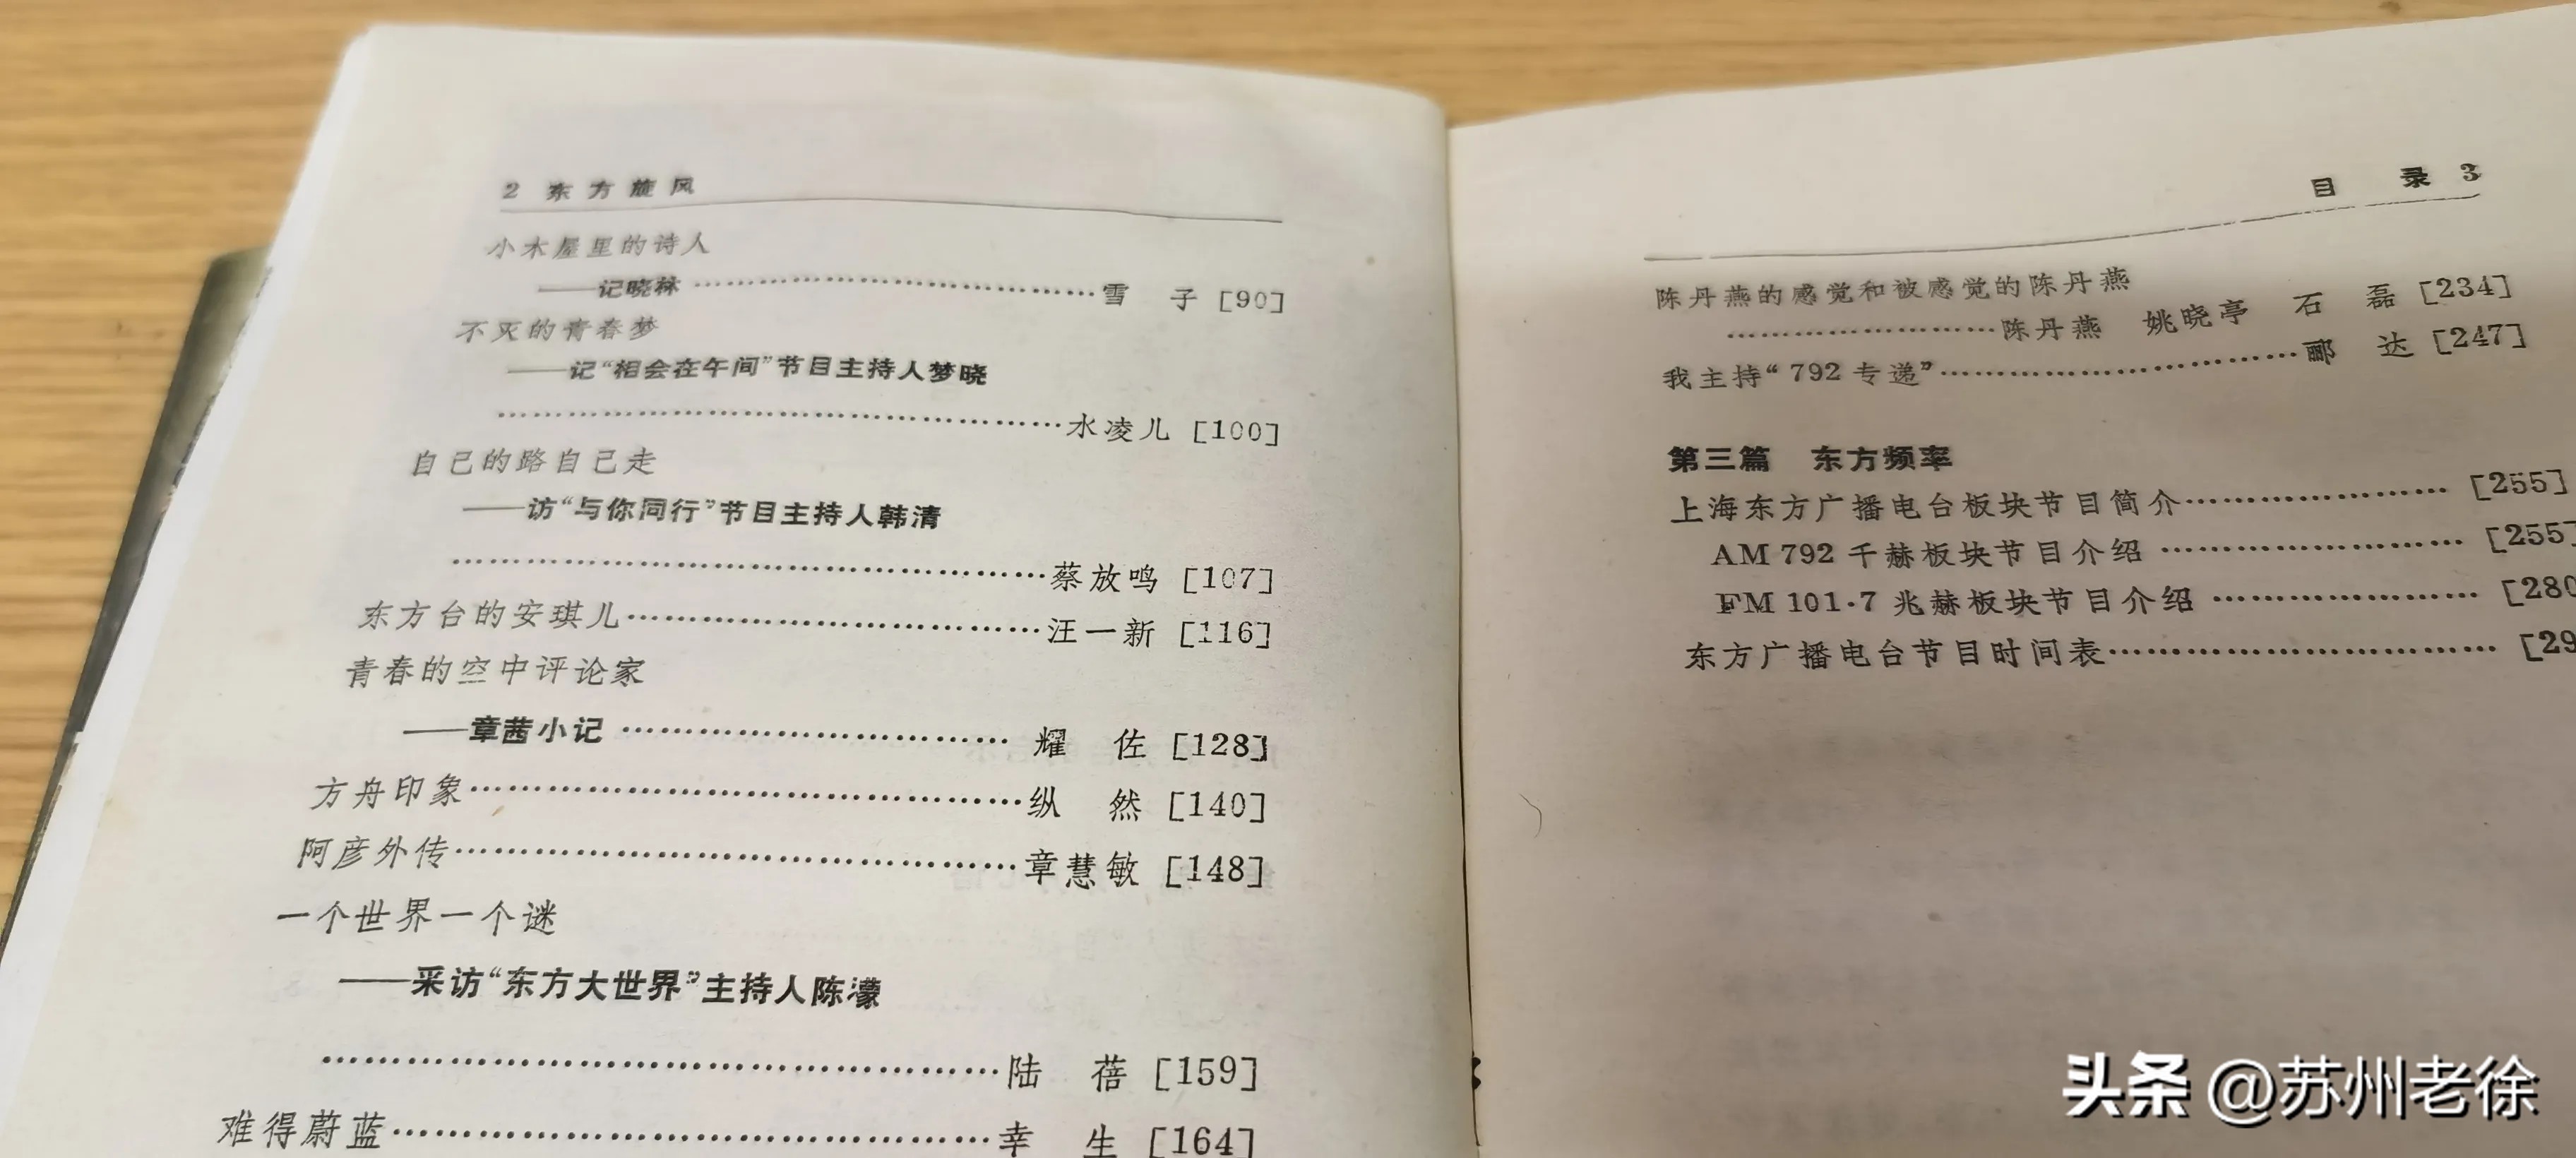 2 东方旋风
小木屋里的诗人
——记晓林……………………………雪 子 [90]
不灭的青春梦
——记“相会在午间”节目主持人梦晓
……………………………………水凌儿 [100]
自己的路自己走
——访“与你同行”节目主持人韩清
……………………………………蔡放鸣 [107]
东方台的安琪儿…………………………汪一新 [116]
青春的空中评论家
——章茜小记……………………… 耀 佐 [128]
方舟印象…………………………………纵 然 [140]
阿彦外传…………………………………章慧敏 [148]
一个世界一个谜
——采访“东方大世界”主持人陈濛
……………………………………陆 蓓 [159]
难得蔚蓝…………………………………幸 生 [164]
目 录 3
陈丹燕的感觉和被感觉的陈丹燕
…………………陈丹燕 姚晓亭 石 磊 [234]
我主持“792专递”……………………郦 达 [247]
第三篇 东方频率
上海东方广播电台板块节目简介……………… [255]
AM 792 千赫板块节目介绍………………… [255]
FM 101·7 兆赫板块节目介绍……………… [280
东方广播电台节目时间表……………………… [29
头条 @苏州老徐